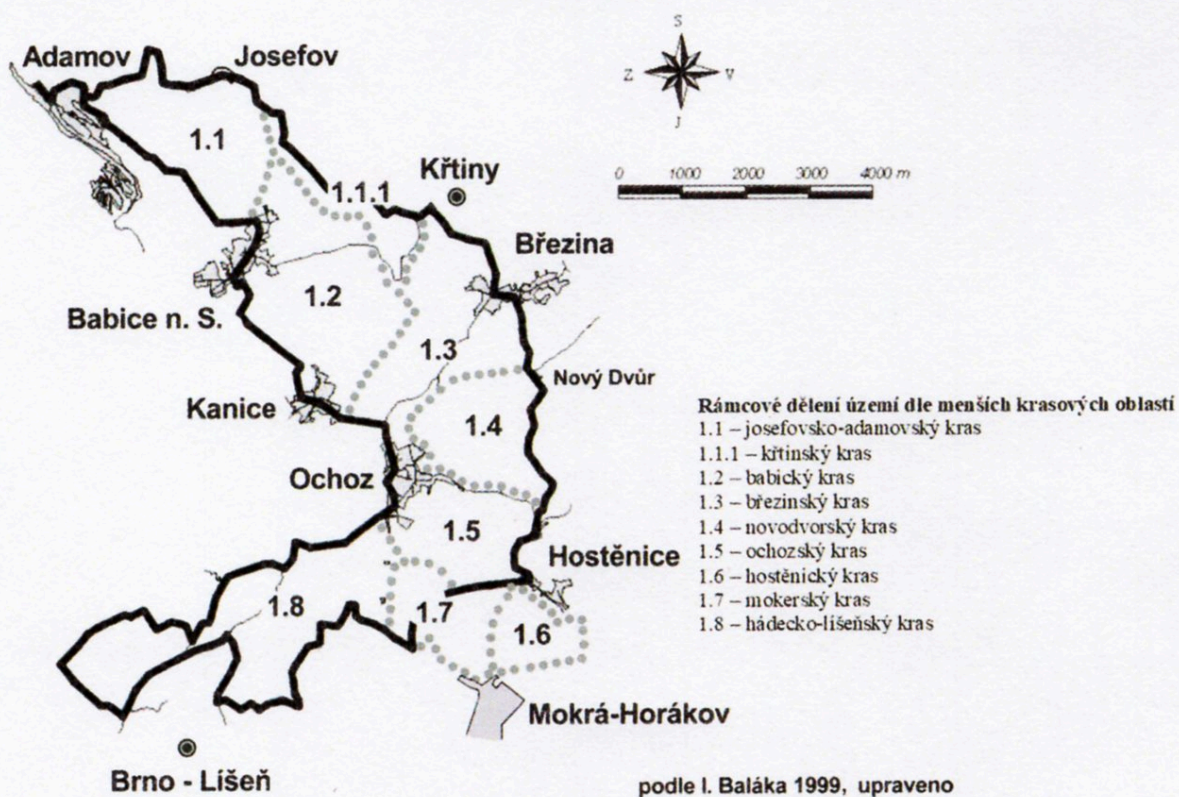 S
Z V
J
0 1000 2000 3000 4000 m
Adamov
Josefov
1.1
Křtiny
1.1.1
Březina
1.2
Babice n. S.
1.3
Nový Dvůr
Kanice
1.4
Ochoz
1.5
Hostěnice
1.8
1.7
1.6
Mokrá-Horákov
Brno - Líšeň
Rámcové dělení území dle menších krasových oblastí
1.1 – josefovsko-adamovský kras
1.1.1 – křtinský kras
1.2 – babický kras
1.3 – březinský kras
1.4 – novodvorský kras
1.5 – ochozský kras
1.6 – hostěnický kras
1.7 – mokerský kras
1.8 – hádecko-líšeňský kras
podle I. Baláka 1999, upraveno